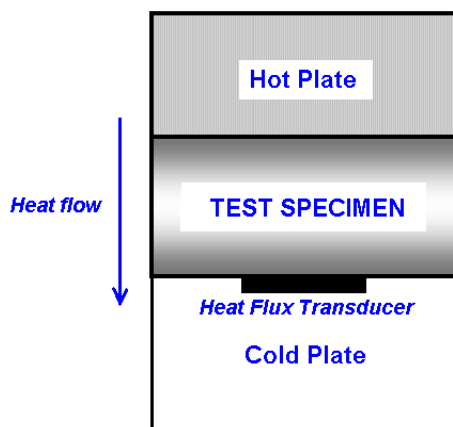 Hot Plate
Heat flow
TEST SPECIMEN
Heat Flux Transducer
Cold Plate